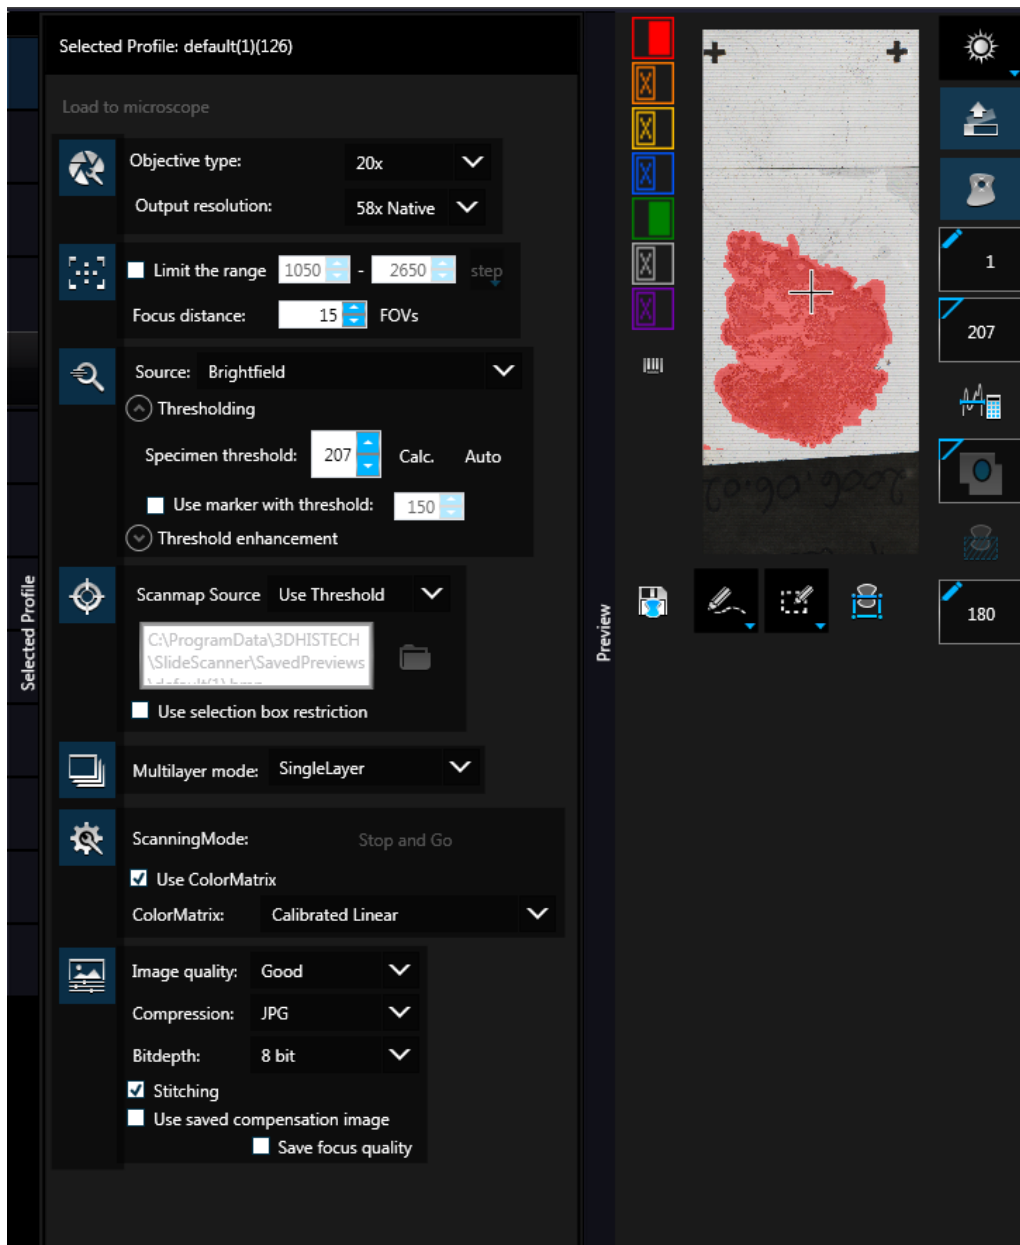 Selected Profile: default(1)(126)
Load to microscope
Objective type: 20x
Output resolution: 58x Native
Limit the range 1050 - 2650 step
Focus distance: 15 FOVs
Source: Brightfield
Thresholding
Specimen threshold: 207 Calc. Auto
Use marker with threshold: 150
Threshold enhancement
Scanmap Source Use Threshold
C:\ProgramData\3DHISTECH
\SlideScanner\SavedPreviews
\default(1).bmp
Use selection box restriction
Multilayer mode: SingleLayer
ScanningMode: Stop and Go
Use ColorMatrix
ColorMatrix: Calibrated Linear
Image quality: Good
Compression: JPG
Bitdepth: 8 bit
Stitching
Use saved compensation image
Save focus quality
Selected Profile
Preview
1
207
180